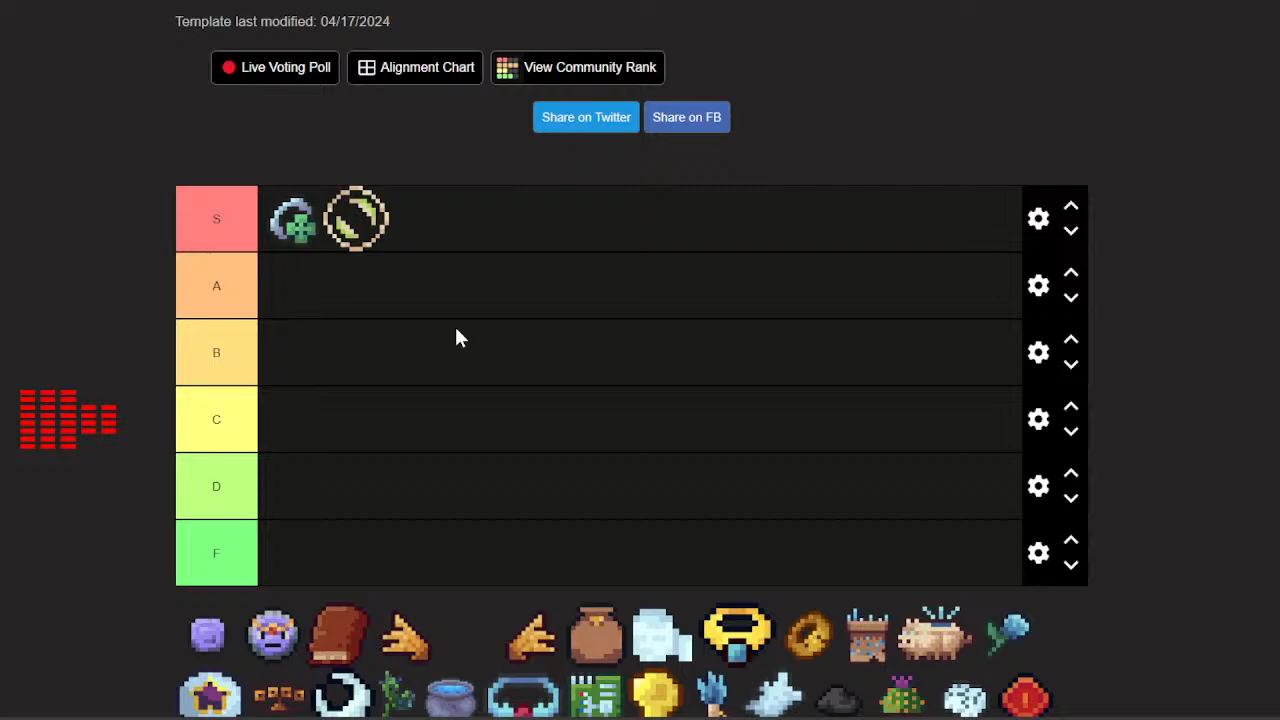 Template last modified: 04/17/2024
Live Voting Poll
Alignment Chart
View Community Rank
Share on Twitter
Share on FB
S
A
B
C
D
F